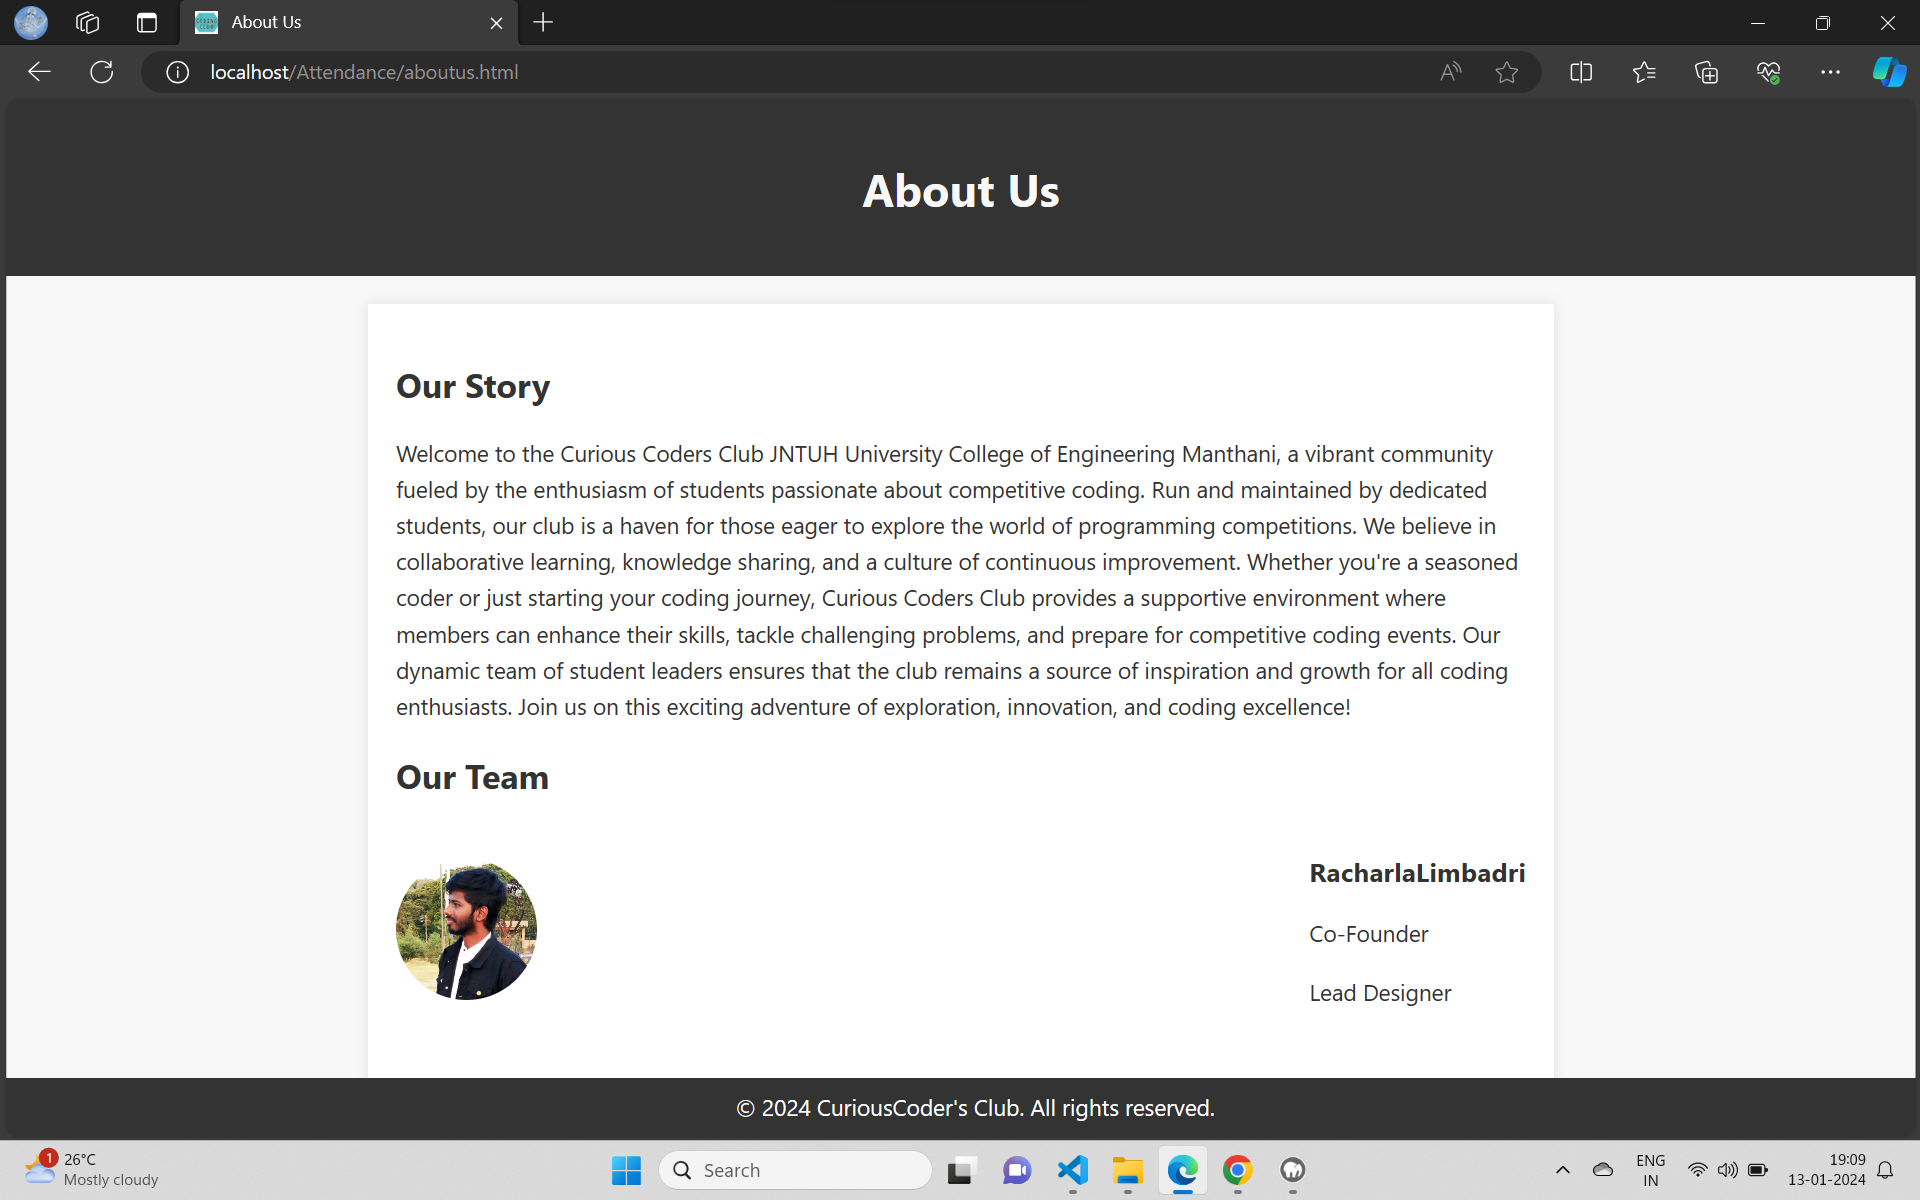 About Us
localhost/Attendance/aboutus.html
About Us
Our Story
Welcome to the Curious Coders Club JNTUH University College of Engineering Manthani, a vibrant community
fueled by the enthusiasm of students passionate about competitive coding. Run and maintained by dedicated
students, our club is a haven for those eager to explore the world of programming competitions. We believe in
collaborative learning, knowledge sharing, and a culture of continuous improvement. Whether you're a seasoned
coder or just starting your coding journey, Curious Coders Club provides a supportive environment where
members can enhance their skills, tackle challenging problems, and prepare for competitive coding events. Our
dynamic team of student leaders ensures that the club remains a source of inspiration and growth for all coding
enthusiasts. Join us on this exciting adventure of exploration, innovation, and coding excellence!
Our Team
RacharlaLimbadri
Co-Founder
Lead Designer
© 2024 CuriousCoder's Club. All rights reserved.
1
26°C
Mostly cloudy
Search
ENG
IN
19:09
13-01-2024